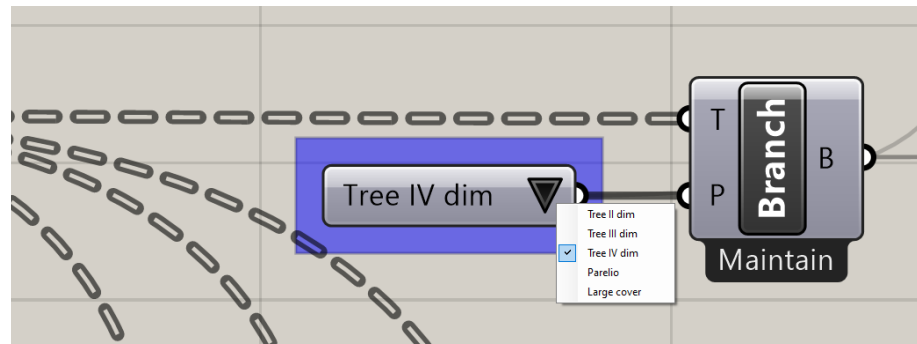 T
Branch
B
Tree IV dim
P
Tree II dim
Tree III dim
Tree IV dim
Parelio
Large cover
Maintain